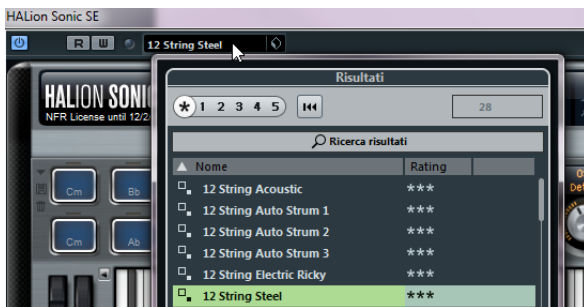 HALion Sonic SE
R W 12 String Steel
Risultati
HALION SONI
NFR License until 12/2
* 1 2 3 4 5
28
Ricerca risultati
Nome Rating
12 String Acoustic ***
12 String Auto Strum 1 ***
12 String Auto Strum 2 ***
12 String Auto Strum 3 ***
12 String Electric Ricky ***
12 String Steel ***
Cm Bb
Cm Ab